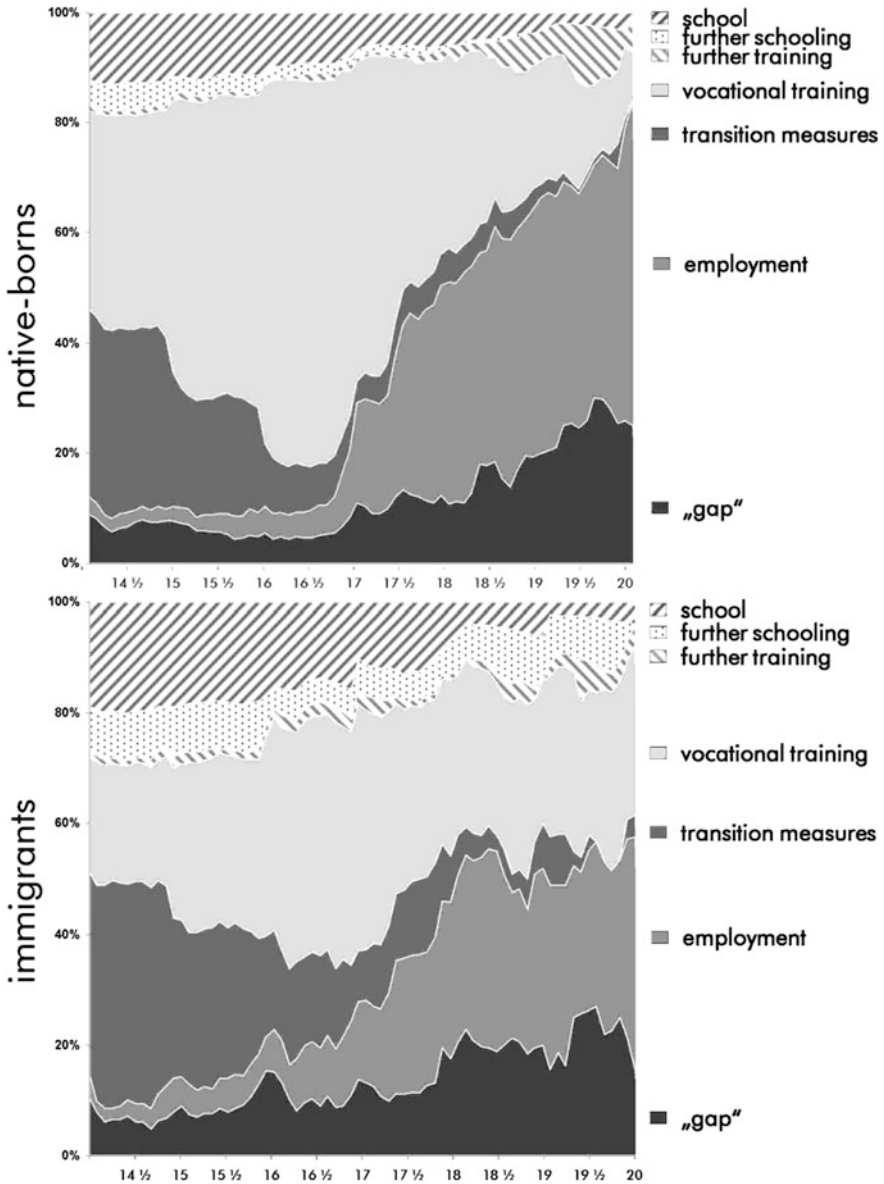 100%
80%
60%
40%
20%
0%
native-borns
14 ½ 15 15 ½ 16 16 ½ 17 17 ½ 18 18 ½ 19 19 ½ 20
school
further schooling
further training
vocational training
transition measures
employment
„gap“
100%
80%
60%
40%
20%
0%
immigrants
14 ½ 15 15 ½ 16 16 ½ 17 17 ½ 18 18 ½ 19 19 ½ 20
school
further schooling
further training
vocational training
transition measures
employment
„gap“